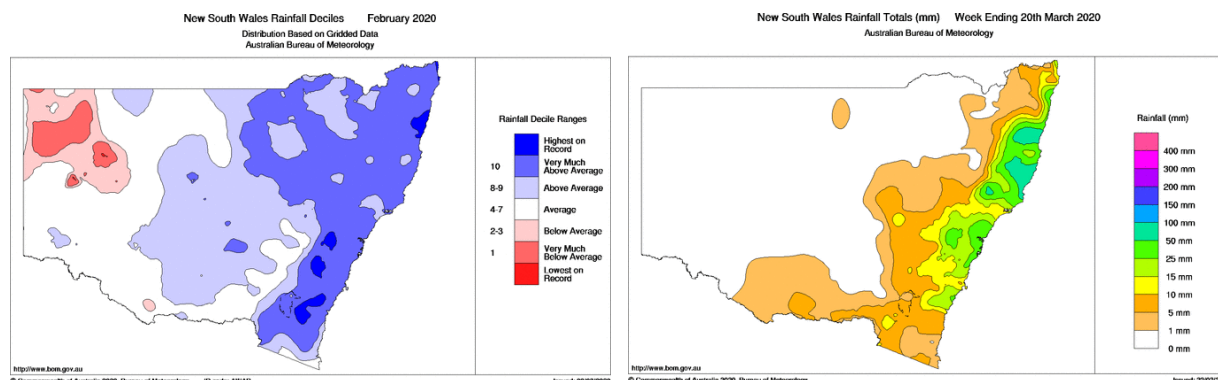 New South Wales Rainfall Deciles February 2020
Distribution Based on Gridded Data
Australian Bureau of Meteorology
Rainfall Decile Ranges
Highest on
Record
10
Very Much
Above Average
8-9
Above Average
4-7
Average
2-3
Below Average
1
Very Much
Below Average
Lowest on
Record
http://www.bom.gov.au
New South Wales Rainfall Totals (mm) Week Ending 20th March 2020
Australian Bureau of Meteorology
Rainfall (mm)
400 mm
300 mm
200 mm
150 mm
100 mm
50 mm
25 mm
15 mm
10 mm
5 mm
1 mm
0 mm
http://www.bom.gov.au